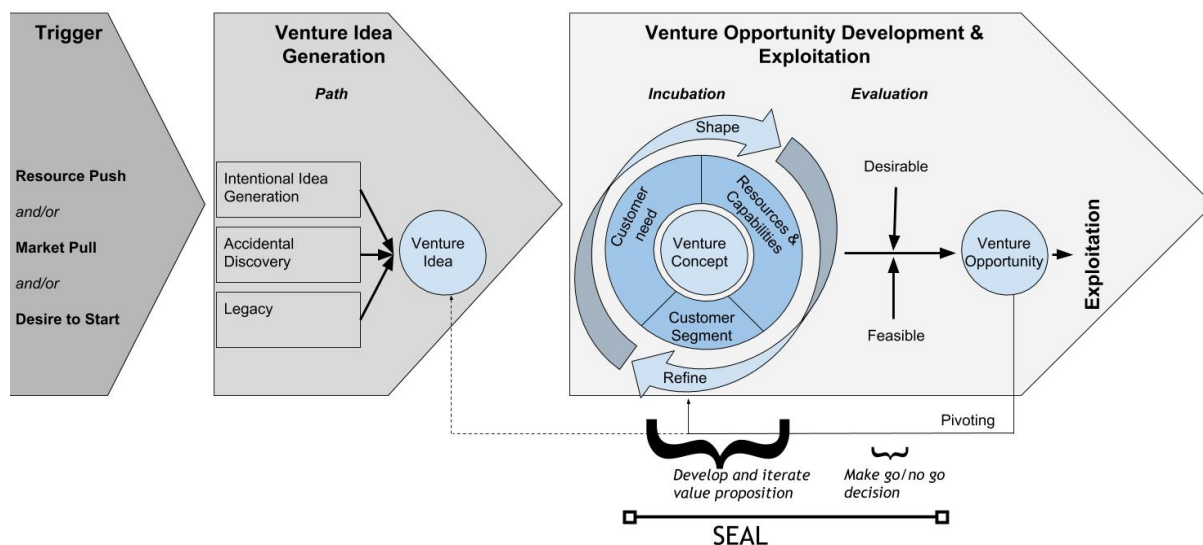 Trigger
Resource Push
and/or
Market Pull
and/or
Desire to Start
Venture Idea
Generation
Path
Intentional Idea
Generation
Accidental
Discovery
Legacy
Venture
Idea
Venture Opportunity Development &
Exploitation
Incubation
Evaluation
Shape
Customer
need
Resources &
Capabilities
Venture
Concept
Customer
Segment
Refine
Desirable
Feasible
Venture
Opportunity
Exploitation
Pivoting
Develop and iterate
value proposition
Make go/no go
decision
SEAL